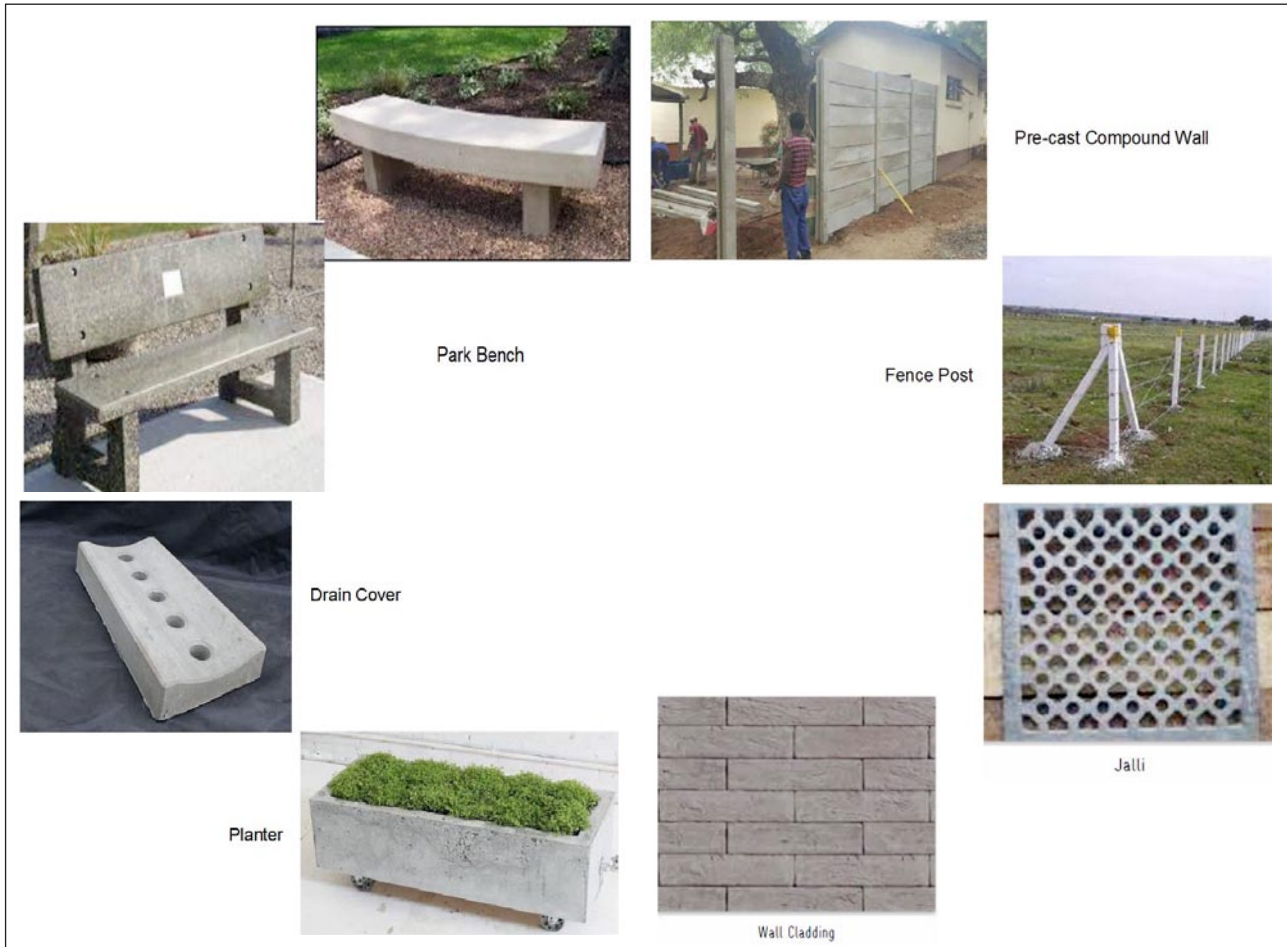 Pre-cast Compound Wall
Park Bench
Fence Post
Drain Cover
Jalli
Planter
Wall Cladding